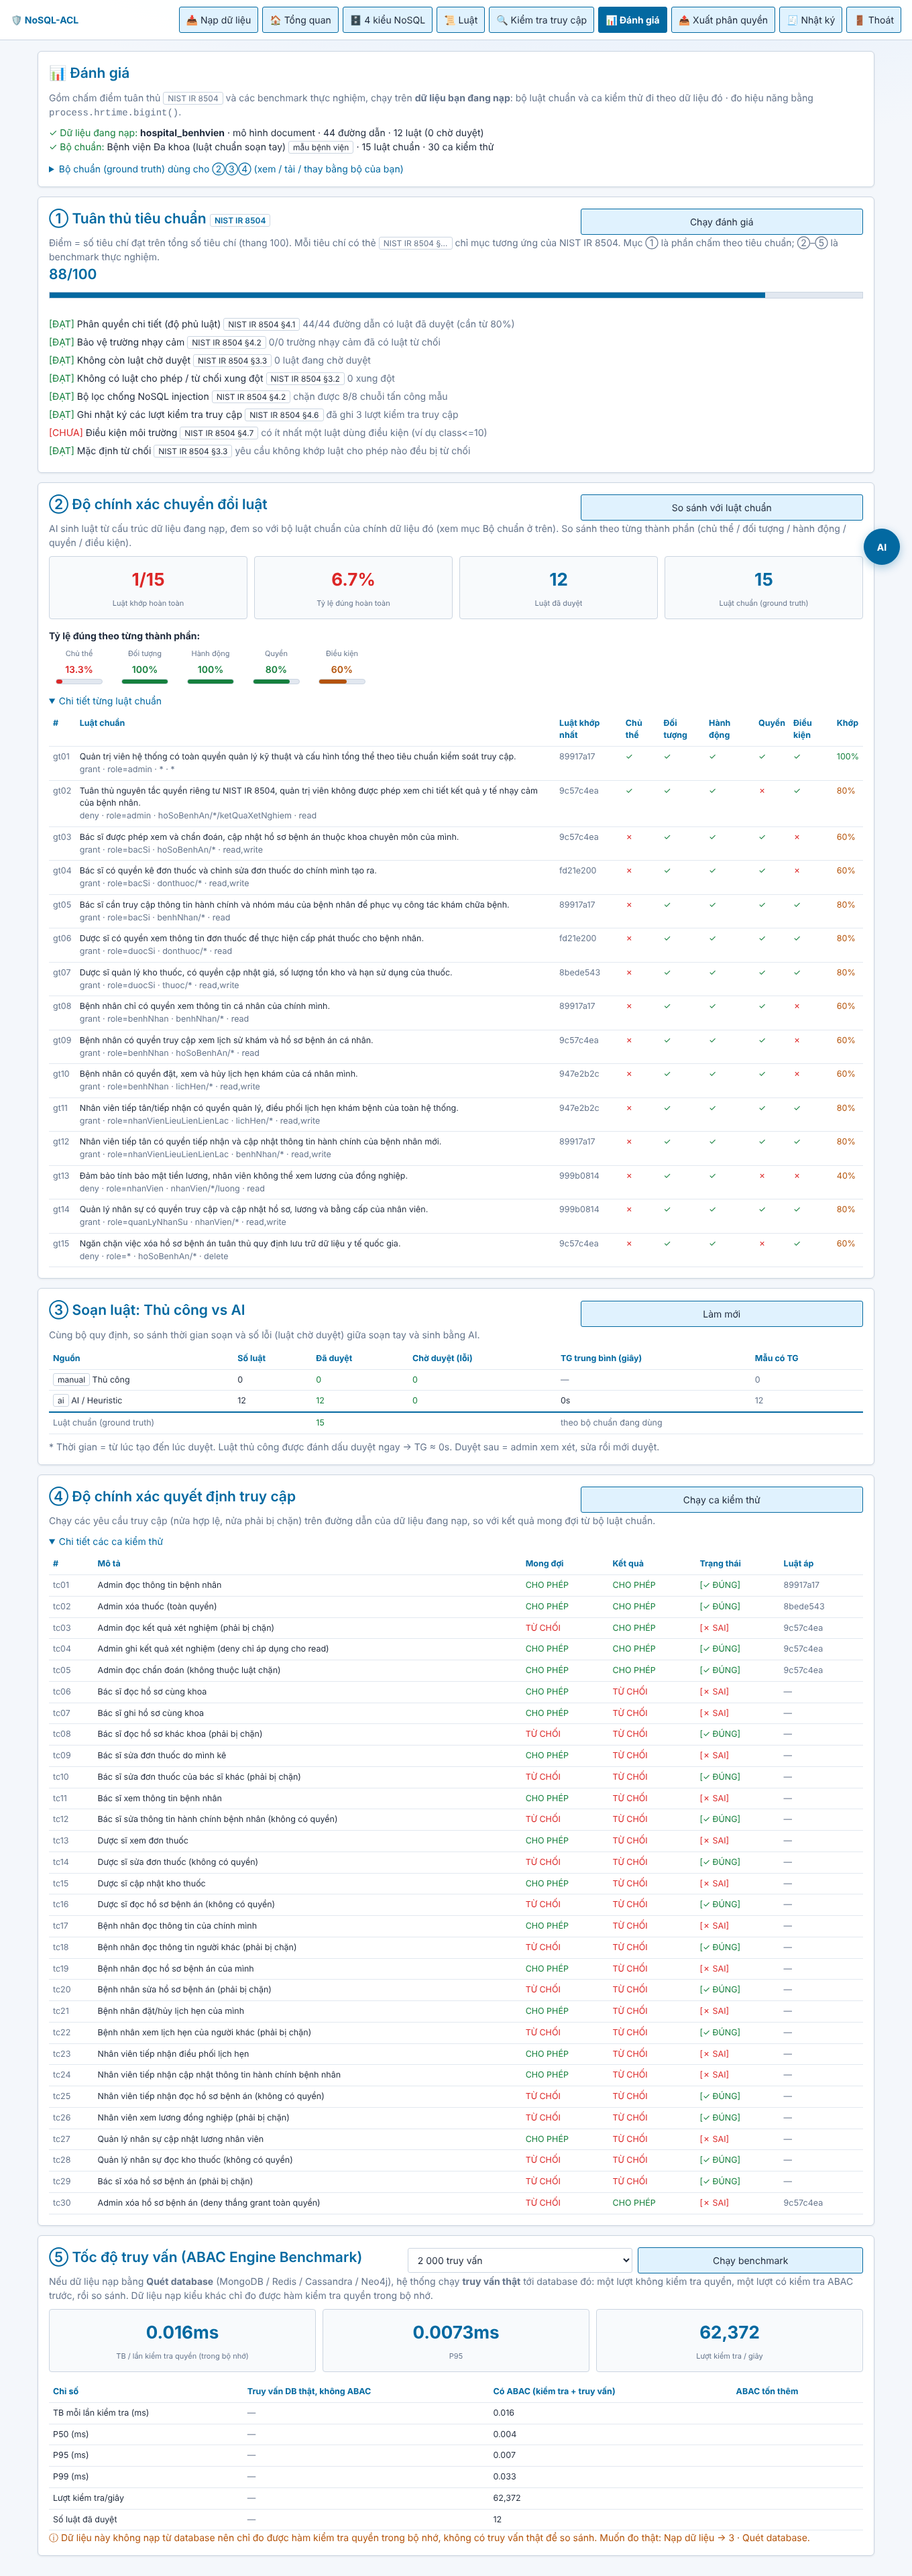 🛡️ NoSQL-ACL
📥 Nạp dữ liệu
🏠 Tổng quan
🗄️ 4 kiểu NoSQL
📜 Luật
🔍 Kiểm tra truy cập
📊 Đánh giá
📤 Xuất phân quyền
🧾 Nhật ký
🚪 Thoát
📊 Đánh giá
Gồm chấm điểm tuân thủ NIST IR 8504 và các benchmark thực nghiệm, chạy trên dữ liệu bạn đang nạp: bộ luật chuẩn và ca kiểm thử đi theo dữ liệu đó · đo hiệu năng bằng
process.hrtime.bigint().
✓ Dữ liệu đang nạp: hospital_benhvien · mô hình document · 44 đường dẫn · 12 luật (0 chờ duyệt)
✓ Bộ chuẩn: Bệnh viện Đa khoa (luật chuẩn soạn tay) mẫu bệnh viện · 15 luật chuẩn · 30 ca kiểm thử
▶ Bộ chuẩn (ground truth) dùng cho ②③④ (xem / tải / thay bằng bộ của bạn)
① Tuân thủ tiêu chuẩn NIST IR 8504
Chạy đánh giá
Điểm = số tiêu chí đạt trên tổng số tiêu chí (thang 100). Mỗi tiêu chí có thẻ NIST IR 8504 §... chỉ mục tương ứng của NIST IR 8504. Mục ① là phần chấm theo tiêu chuẩn; ②–⑤ là
benchmark thực nghiệm.
88/100
[ĐẠT] Phân quyền chi tiết (độ phủ luật) NIST IR 8504 §4.1 44/44 đường dẫn có luật đã duyệt (cần từ 80%)
[ĐẠT] Bảo vệ trường nhạy cảm NIST IR 8504 §4.2 0/0 trường nhạy cảm đã có luật từ chối
[ĐẠT] Không còn luật chờ duyệt NIST IR 8504 §3.3 0 luật đang chờ duyệt
[ĐẠT] Không có luật cho phép / từ chối xung đột NIST IR 8504 §3.2 0 xung đột
[ĐẠT] Bộ lọc chống NoSQL injection NIST IR 8504 §4.2 chặn được 8/8 chuỗi tấn công mẫu
[ĐẠT] Ghi nhật ký các lượt kiểm tra truy cập NIST IR 8504 §4.6 đã ghi 3 lượt kiểm tra truy cập
[CHƯA] Điều kiện môi trường NIST IR 8504 §4.7 có ít nhất một luật dùng điều kiện (ví dụ class<=10)
[ĐẠT] Mặc định từ chối NIST IR 8504 §3.3 yêu cầu không khớp luật cho phép nào đều bị từ chối
② Độ chính xác chuyển đổi luật
So sánh với luật chuẩn
AI sinh luật từ cấu trúc dữ liệu đang nạp, đem so với bộ luật chuẩn của chính dữ liệu đó (xem mục Bộ chuẩn ở trên). So sánh theo từng thành phần (chủ thể / đối tượng / hành động /
quyền / điều kiện).
AI
1/15
Luật khớp hoàn toàn
6.7%
Tỷ lệ đúng hoàn toàn
12
Luật đã duyệt
15
Luật chuẩn (ground truth)
Tỷ lệ đúng theo từng thành phần:
Chủ thể Đối tượng Hành động Quyền Điều kiện
13.3% 100% 100% 80% 60%
▼ Chi tiết từng luật chuẩn
# Luật chuẩn Luật khớp nhất Chủ thể Đối tượng Hành động Quyền Điều kiện Khớp
gt01 Quản trị viên hệ thống có toàn quyền quản lý kỹ thuật và cấu hình tổng thể theo tiêu chuẩn kiểm soát truy cập. 89917a17 ✓ ✓ ✓ ✓ ✓ 100%
grant · role=admin · * · *
gt02 Tuân thủ nguyên tắc quyền riêng tư NIST IR 8504, quản trị viên không được phép xem chi tiết kết quả y tế nhạy cảm 9c57c4ea ✓ ✓ ✓ × ✓ 80%
của bệnh nhân.
deny · role=admin · hoSoBenhAn/*/ketQuaXetNghiem · read
gt03 Bác sĩ được phép xem và chẩn đoán, cập nhật hồ sơ bệnh án thuộc khoa chuyên môn của mình. 9c57c4ea × ✓ ✓ ✓ × 60%
grant · role=bacSi · hoSoBenhAn/* · read,write
gt04 Bác sĩ có quyền kê đơn thuốc và chỉnh sửa đơn thuốc do chính mình tạo ra. fd21e200 × ✓ ✓ ✓ × 60%
grant · role=bacSi · donthuoc/* · read,write
gt05 Bác sĩ cần truy cập thông tin hành chính và nhóm máu của bệnh nhân để phục vụ công tác khám chữa bệnh. 89917a17 × ✓ ✓ ✓ ✓ 80%
grant · role=bacSi · benhNhan/* · read
gt06 Dược sĩ có quyền xem thông tin đơn thuốc để thực hiện cấp phát thuốc cho bệnh nhân. fd21e200 × ✓ ✓ ✓ ✓ 80%
grant · role=duocSi · donthuoc/* · read
gt07 Dược sĩ quản lý kho thuốc, có quyền cập nhật giá, số lượng tồn kho và hạn sử dụng của thuốc. 8bede543 × ✓ ✓ ✓ ✓ 80%
grant · role=duocSi · thuoc/* · read,write
gt08 Bệnh nhân chỉ có quyền xem thông tin cá nhân của chính mình. 89917a17 × ✓ ✓ ✓ × 60%
grant · role=benhNhan · benhNhan/* · read
gt09 Bệnh nhân có quyền truy cập xem lịch sử khám và hồ sơ bệnh án cá nhân. 9c57c4ea × ✓ ✓ ✓ × 60%
grant · role=benhNhan · hoSoBenhAn/* · read
gt10 Bệnh nhân có quyền đặt, xem và hủy lịch hẹn khám của cá nhân mình. 947e2b2c × ✓ ✓ ✓ × 60%
grant · role=benhNhan · lichHen/* · read,write
gt11 Nhân viên tiếp tân/tiếp nhận có quyền quản lý, điều phối lịch hẹn khám bệnh của toàn hệ thống. 947e2b2c × ✓ ✓ ✓ ✓ 80%
grant · role=nhanVienLieuLienLienLac · lichHen/* · read,write
gt12 Nhân viên tiếp tân có quyền tiếp nhận và cập nhật thông tin hành chính của bệnh nhân mới. 89917a17 × ✓ ✓ ✓ ✓ 80%
grant · role=nhanVienLieuLienLienLac · benhNhan/* · read,write
gt13 Đảm bảo tính bảo mật tiền lương, nhân viên không thể xem lương của đồng nghiệp. 999b0814 × ✓ ✓ × × 40%
deny · role=nhanVien · nhanVien/*/luong · read
gt14 Quản lý nhân sự có quyền truy cập và cập nhật hồ sơ, lương và bằng cấp của nhân viên. 999b0814 × ✓ ✓ ✓ ✓ 80%
grant · role=quanLyNhanSu · nhanVien/* · read,write
gt15 Ngăn chặn việc xóa hồ sơ bệnh án tuân thủ quy định lưu trữ dữ liệu y tế quốc gia. 9c57c4ea × ✓ ✓ × ✓ 60%
deny · role=* · hoSoBenhAn/* · delete
③ Soạn luật: Thủ công vs AI
Làm mới
Cùng bộ quy định, so sánh thời gian soạn và số lỗi (luật chờ duyệt) giữa soạn tay và sinh bằng AI.
Nguồn Số luật Đã duyệt Chờ duyệt (lỗi) TG trung bình (giây) Mẫu có TG
manual Thủ công 0 0 0 — 0
ai AI / Heuristic 12 12 0 0s 12
Luật chuẩn (ground truth) 15 theo bộ chuẩn đang dùng
* Thời gian = từ lúc tạo đến lúc duyệt. Luật thủ công được đánh dấu duyệt ngay → TG ≈ 0s. Duyệt sau = admin xem xét, sửa rồi mới duyệt.
④ Độ chính xác quyết định truy cập
Chạy ca kiểm thử
Chạy các yêu cầu truy cập (nửa hợp lệ, nửa phải bị chặn) trên đường dẫn của dữ liệu đang nạp, so với kết quả mong đợi từ bộ luật chuẩn.
▼ Chi tiết các ca kiểm thử
# Mô tả Mong đợi Kết quả Trạng thái Luật áp
tc01 Admin đọc thông tin bệnh nhân CHO PHÉP CHO PHÉP [✓ ĐÚNG] 89917a17
tc02 Admin xóa thuốc (toàn quyền) CHO PHÉP CHO PHÉP [✓ ĐÚNG] 8bede543
tc03 Admin đọc kết quả xét nghiệm (phải bị chặn) TỪ CHỐI CHO PHÉP [× SAI] 9c57c4ea
tc04 Admin ghi kết quả xét nghiệm (deny chỉ áp dụng cho read) CHO PHÉP CHO PHÉP [✓ ĐÚNG] 9c57c4ea
tc05 Admin đọc chẩn đoán (không thuộc luật chặn) CHO PHÉP CHO PHÉP [✓ ĐÚNG] 9c57c4ea
tc06 Bác sĩ đọc hồ sơ cùng khoa CHO PHÉP TỪ CHỐI [× SAI] —
tc07 Bác sĩ ghi hồ sơ cùng khoa CHO PHÉP TỪ CHỐI [× SAI] —
tc08 Bác sĩ đọc hồ sơ khác khoa (phải bị chặn) TỪ CHỐI TỪ CHỐI [✓ ĐÚNG] —
tc09 Bác sĩ sửa đơn thuốc do mình kê CHO PHÉP TỪ CHỐI [× SAI] —
tc10 Bác sĩ sửa đơn thuốc của bác sĩ khác (phải bị chặn) TỪ CHỐI TỪ CHỐI [✓ ĐÚNG] —
tc11 Bác sĩ xem thông tin bệnh nhân CHO PHÉP TỪ CHỐI [× SAI] —
tc12 Bác sĩ sửa thông tin hành chính bệnh nhân (không có quyền) TỪ CHỐI TỪ CHỐI [✓ ĐÚNG] —
tc13 Dược sĩ xem đơn thuốc CHO PHÉP TỪ CHỐI [× SAI] —
tc14 Dược sĩ sửa đơn thuốc (không có quyền) TỪ CHỐI TỪ CHỐI [✓ ĐÚNG] —
tc15 Dược sĩ cập nhật kho thuốc CHO PHÉP TỪ CHỐI [× SAI] —
tc16 Dược sĩ đọc hồ sơ bệnh án (không có quyền) TỪ CHỐI TỪ CHỐI [✓ ĐÚNG] —
tc17 Bệnh nhân đọc thông tin của chính mình CHO PHÉP TỪ CHỐI [× SAI] —
tc18 Bệnh nhân đọc thông tin người khác (phải bị chặn) TỪ CHỐI TỪ CHỐI [✓ ĐÚNG] —
tc19 Bệnh nhân đọc hồ sơ bệnh án của mình CHO PHÉP TỪ CHỐI [× SAI] —
tc20 Bệnh nhân sửa hồ sơ bệnh án (phải bị chặn) TỪ CHỐI TỪ CHỐI [✓ ĐÚNG] —
tc21 Bệnh nhân đặt/hủy lịch hẹn của mình CHO PHÉP TỪ CHỐI [× SAI] —
tc22 Bệnh nhân xem lịch hẹn của người khác (phải bị chặn) TỪ CHỐI TỪ CHỐI [✓ ĐÚNG] —
tc23 Nhân viên tiếp nhận điều phối lịch hẹn CHO PHÉP TỪ CHỐI [× SAI] —
tc24 Nhân viên tiếp nhận cập nhật thông tin hành chính bệnh nhân CHO PHÉP TỪ CHỐI [× SAI] —
tc25 Nhân viên tiếp nhận đọc hồ sơ bệnh án (không có quyền) TỪ CHỐI TỪ CHỐI [✓ ĐÚNG] —
tc26 Nhân viên xem lương đồng nghiệp (phải bị chặn) TỪ CHỐI TỪ CHỐI [✓ ĐÚNG] —
tc27 Quản lý nhân sự cập nhật lương nhân viên CHO PHÉP TỪ CHỐI [× SAI] —
tc28 Quản lý nhân sự đọc kho thuốc (không có quyền) TỪ CHỐI TỪ CHỐI [✓ ĐÚNG] —
tc29 Bác sĩ xóa hồ sơ bệnh án (phải bị chặn) TỪ CHỐI TỪ CHỐI [✓ ĐÚNG] —
tc30 Admin xóa hồ sơ bệnh án (deny thắng grant toàn quyền) TỪ CHỐI CHO PHÉP [× SAI] 9c57c4ea
⑤ Tốc độ truy vấn (ABAC Engine Benchmark)
2 000 truy vấn
Chạy benchmark
Nếu dữ liệu nạp bằng Quét database (MongoDB / Redis / Cassandra / Neo4j), hệ thống chạy truy vấn thật tới database đó: một lượt không kiểm tra quyền, một lượt có kiểm tra ABAC
trước, rồi so sánh. Dữ liệu nạp kiểu khác chỉ đo được hàm kiểm tra quyền trong bộ nhớ.
0.016ms
TB / lần kiểm tra quyền (trong bộ nhớ)
0.0073ms
P95
62,372
Lượt kiểm tra / giây
Chỉ số Truy vấn DB thật, không ABAC Có ABAC (kiểm tra + truy vấn) ABAC tốn thêm
TB mỗi lần kiểm tra (ms) — 0.016
P50 (ms) — 0.004
P95 (ms) — 0.007
P99 (ms) — 0.033
Lượt kiểm tra/giây — 62,372
Số luật đã duyệt — 12
ⓘ Dữ liệu này không nạp từ database nên chỉ đo được hàm kiểm tra quyền trong bộ nhớ, không có truy vấn thật để so sánh. Muốn đo thật: Nạp dữ liệu → 3 · Quét database.